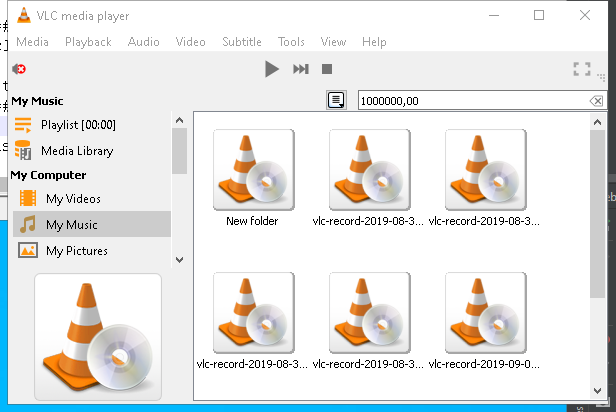 VLC media player
Media Playback Audio Video Subtitle Tools View Help
My Music
1000000,00
Playlist [00:00]
Media Library
My Computer
My Videos
My Music
My Pictures
New folder
vlc-record-2019-08-3...
vlc-record-2019-08-3...
vlc-record-2019-08-3...
vlc-record-2019-08-3...
vlc-record-2019-09-0...